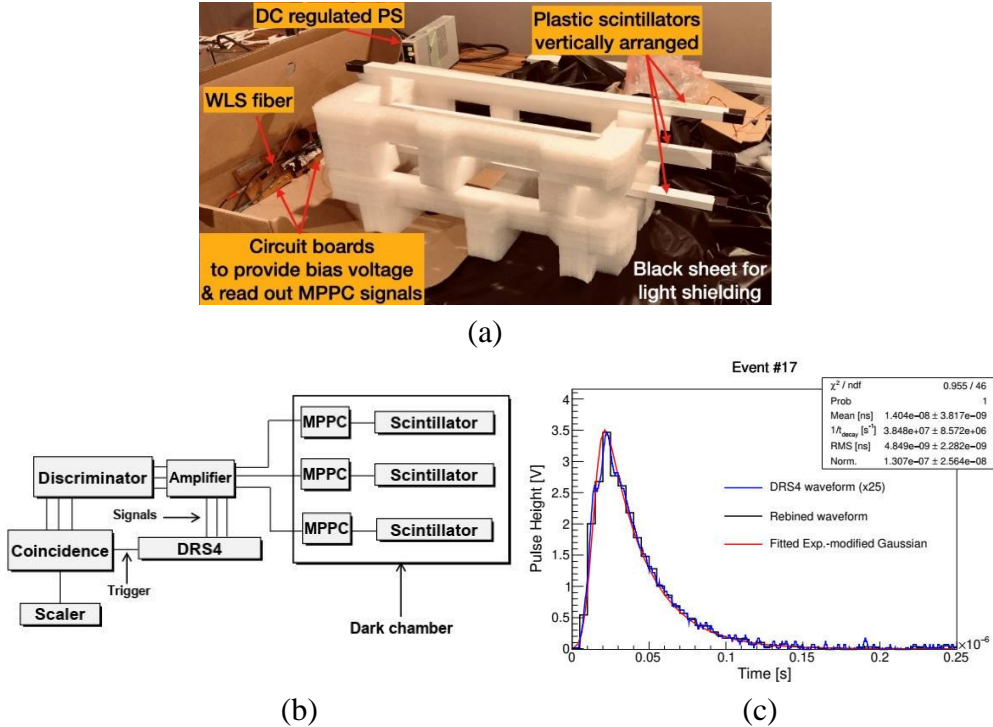 DC regulated PS
Plastic scintillators
vertically arranged
WLS fiber
Circuit boards
to provide bias voltage
& read out MPPC signals
Black sheet for
light shielding
(a)
MPPC
Scintillator
Discriminator
Amplifier
MPPC
Scintillator
Signals
MPPC
Scintillator
Coincidence
DRS4
Trigger
Scaler
Dark chamber
(b)
Event #17
χ² / ndf 0.955 / 46
Prob 1
Mean [ns] 1.404e−08 ± 3.817e−09
1/t_decay [s⁻¹] 3.848e+07 ± 8.572e+06
RMS [ns] 4.849e−09 ± 2.282e−09
Norm. 1.307e−07 ± 2.564e−08
Pulse Height [V]
4
3.5
3
2.5
2
1.5
1
0.5
0
DRS4 waveform (x25)
Rebined waveform
Fitted Exp.-modified Gaussian
0 0.05 0.1 0.15 0.2 0.25
×10⁻⁶
Time [s]
(c)